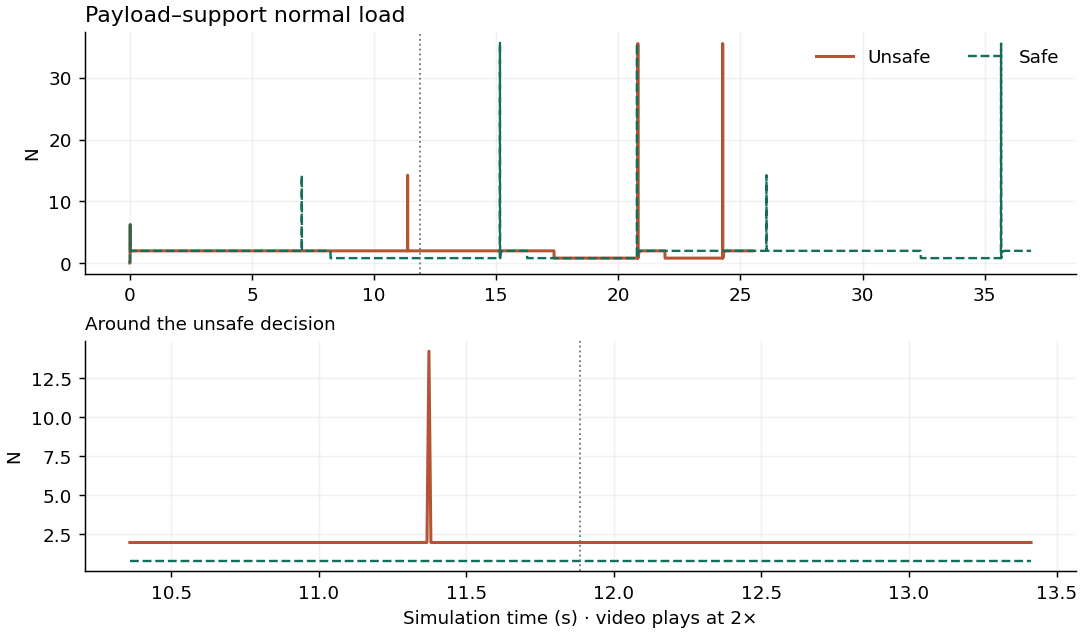 Payload–support normal load
Unsafe
Safe
N
30
20
10
0
0 5 10 15 20 25 30 35
Around the unsafe decision
N
12.5
10.0
7.5
5.0
2.5
10.5 11.0 11.5 12.0 12.5 13.0 13.5
Simulation time (s) · video plays at 2×